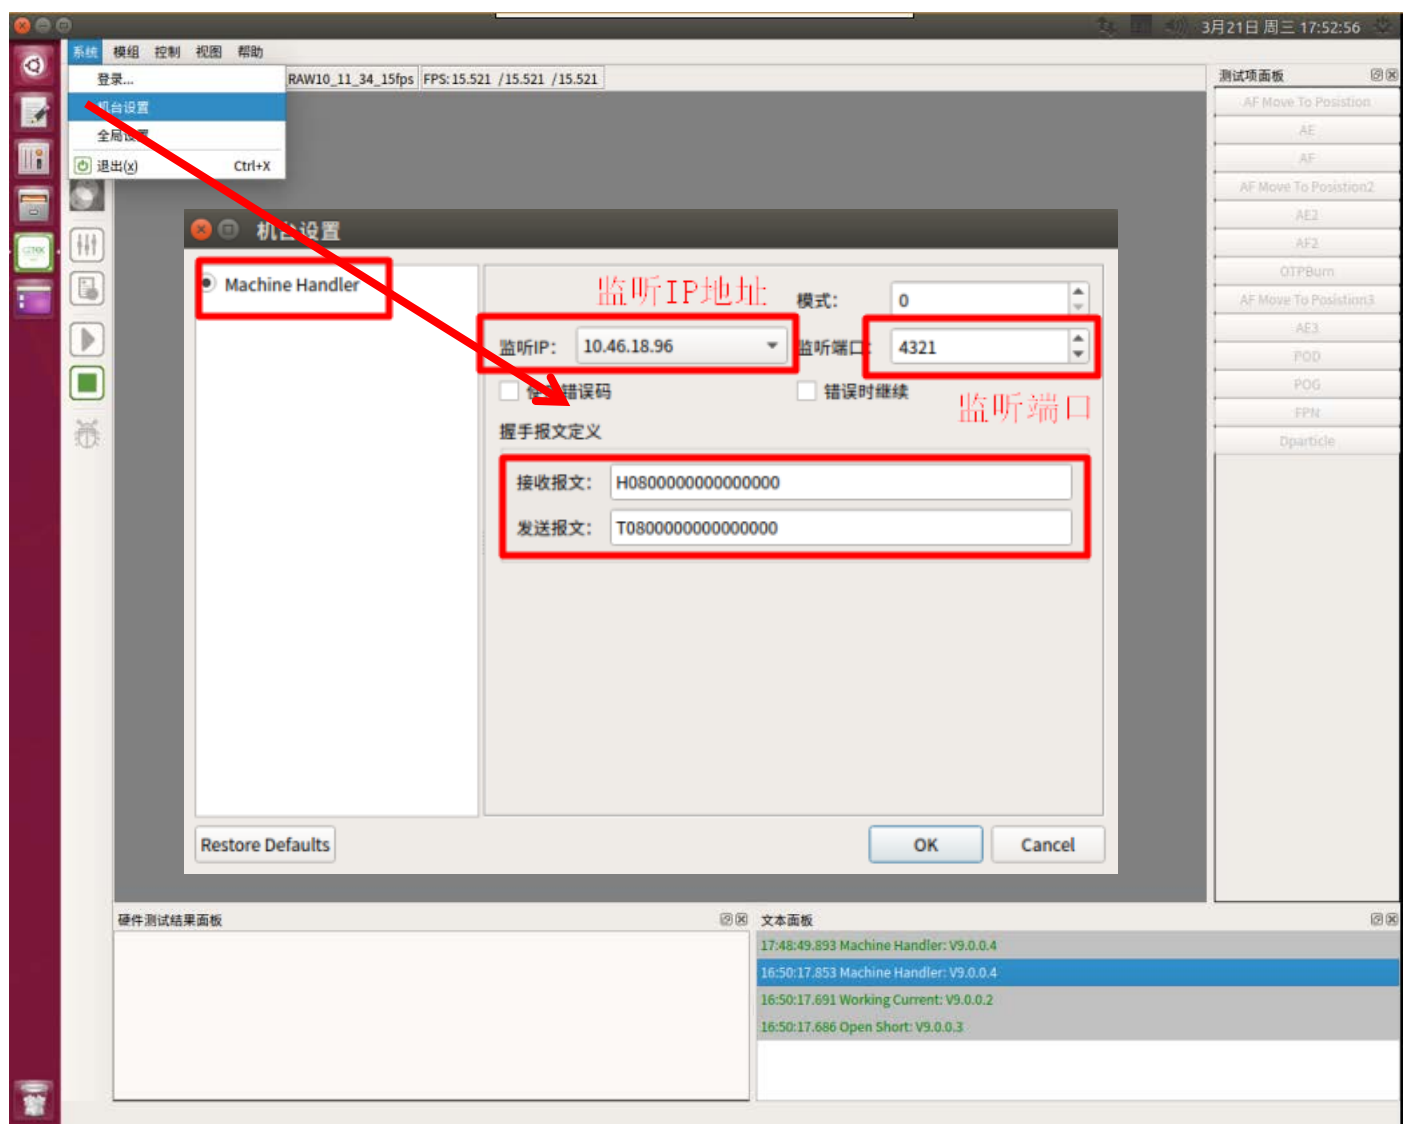 3月21日 周三 17:52:56
系统 模组 控制 视图 帮助
登录...
RAW10_11_34_15fps FPS: 15.521 / 15.521 / 15.521
机台设置
全局设置
退出(x) Ctrl+X
测试项面板
AF Move To Posistion
AE
AF
AF Move To Posistion2
AE2
AF2
OTPBurn
AF Move To Posistion3
AE3
POD
POG
FPN
Dparticle
机台设置
Machine Handler
监听IP地址
模式: 0
监听IP: 10.46.18.96
监听端口: 4321
错误码
错误时继续
监听端口
握手报文定义
接收报文: H0800000000000000
发送报文: T0800000000000000
Restore Defaults
OK
Cancel
硬件测试结果面板
文本面板
17:48:49.893 Machine Handler: V9.0.0.4
16:50:17.853 Machine Handler: V9.0.0.4
16:50:17.691 Working Current: V9.0.0.2
16:50:17.686 Open Short: V9.0.0.3